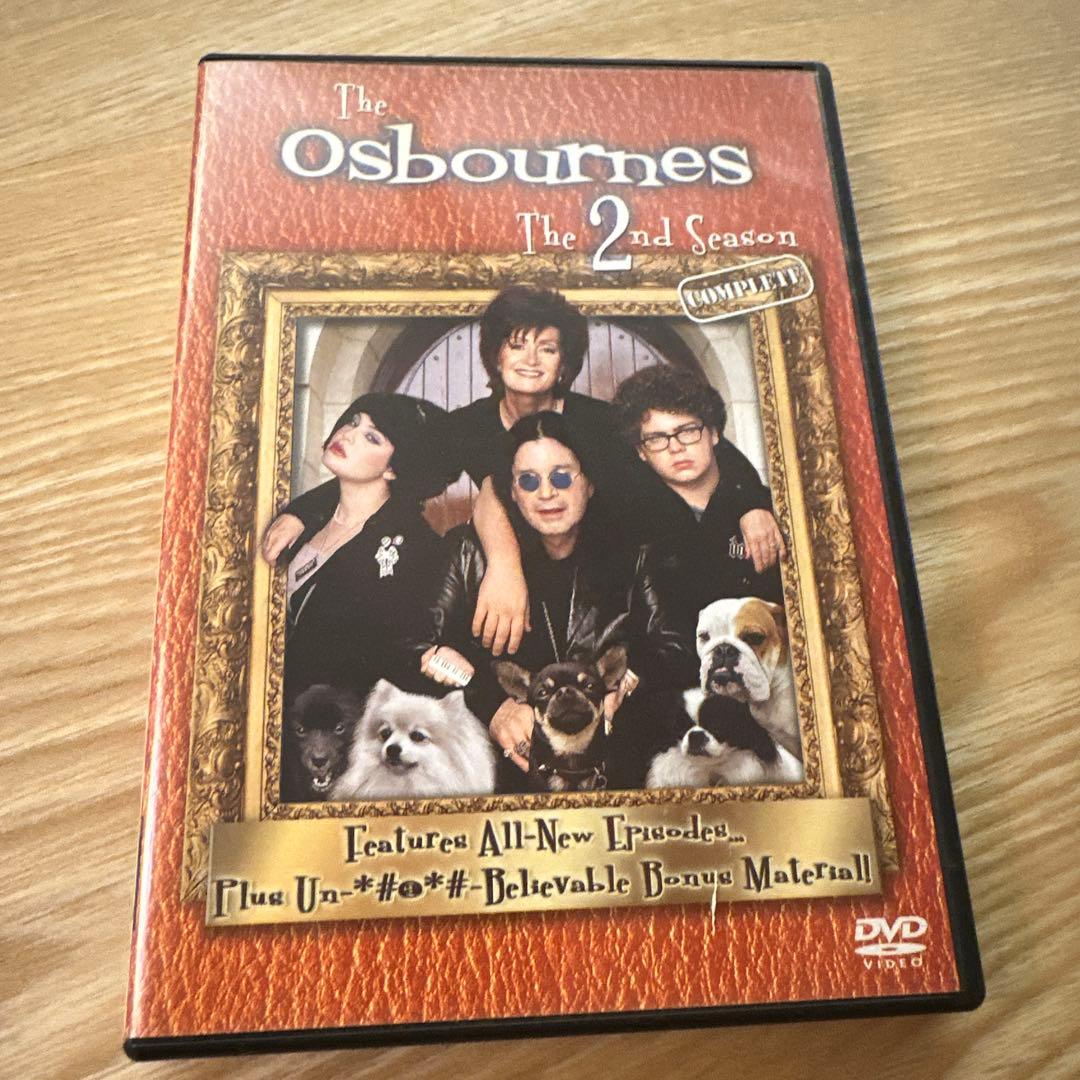 The
Osbournes
The 2nd Season
COMPLETE
Features All-New Episodes...
Plus Un-*#@*#-Believable Bonus Material!
DVD
VIDEO